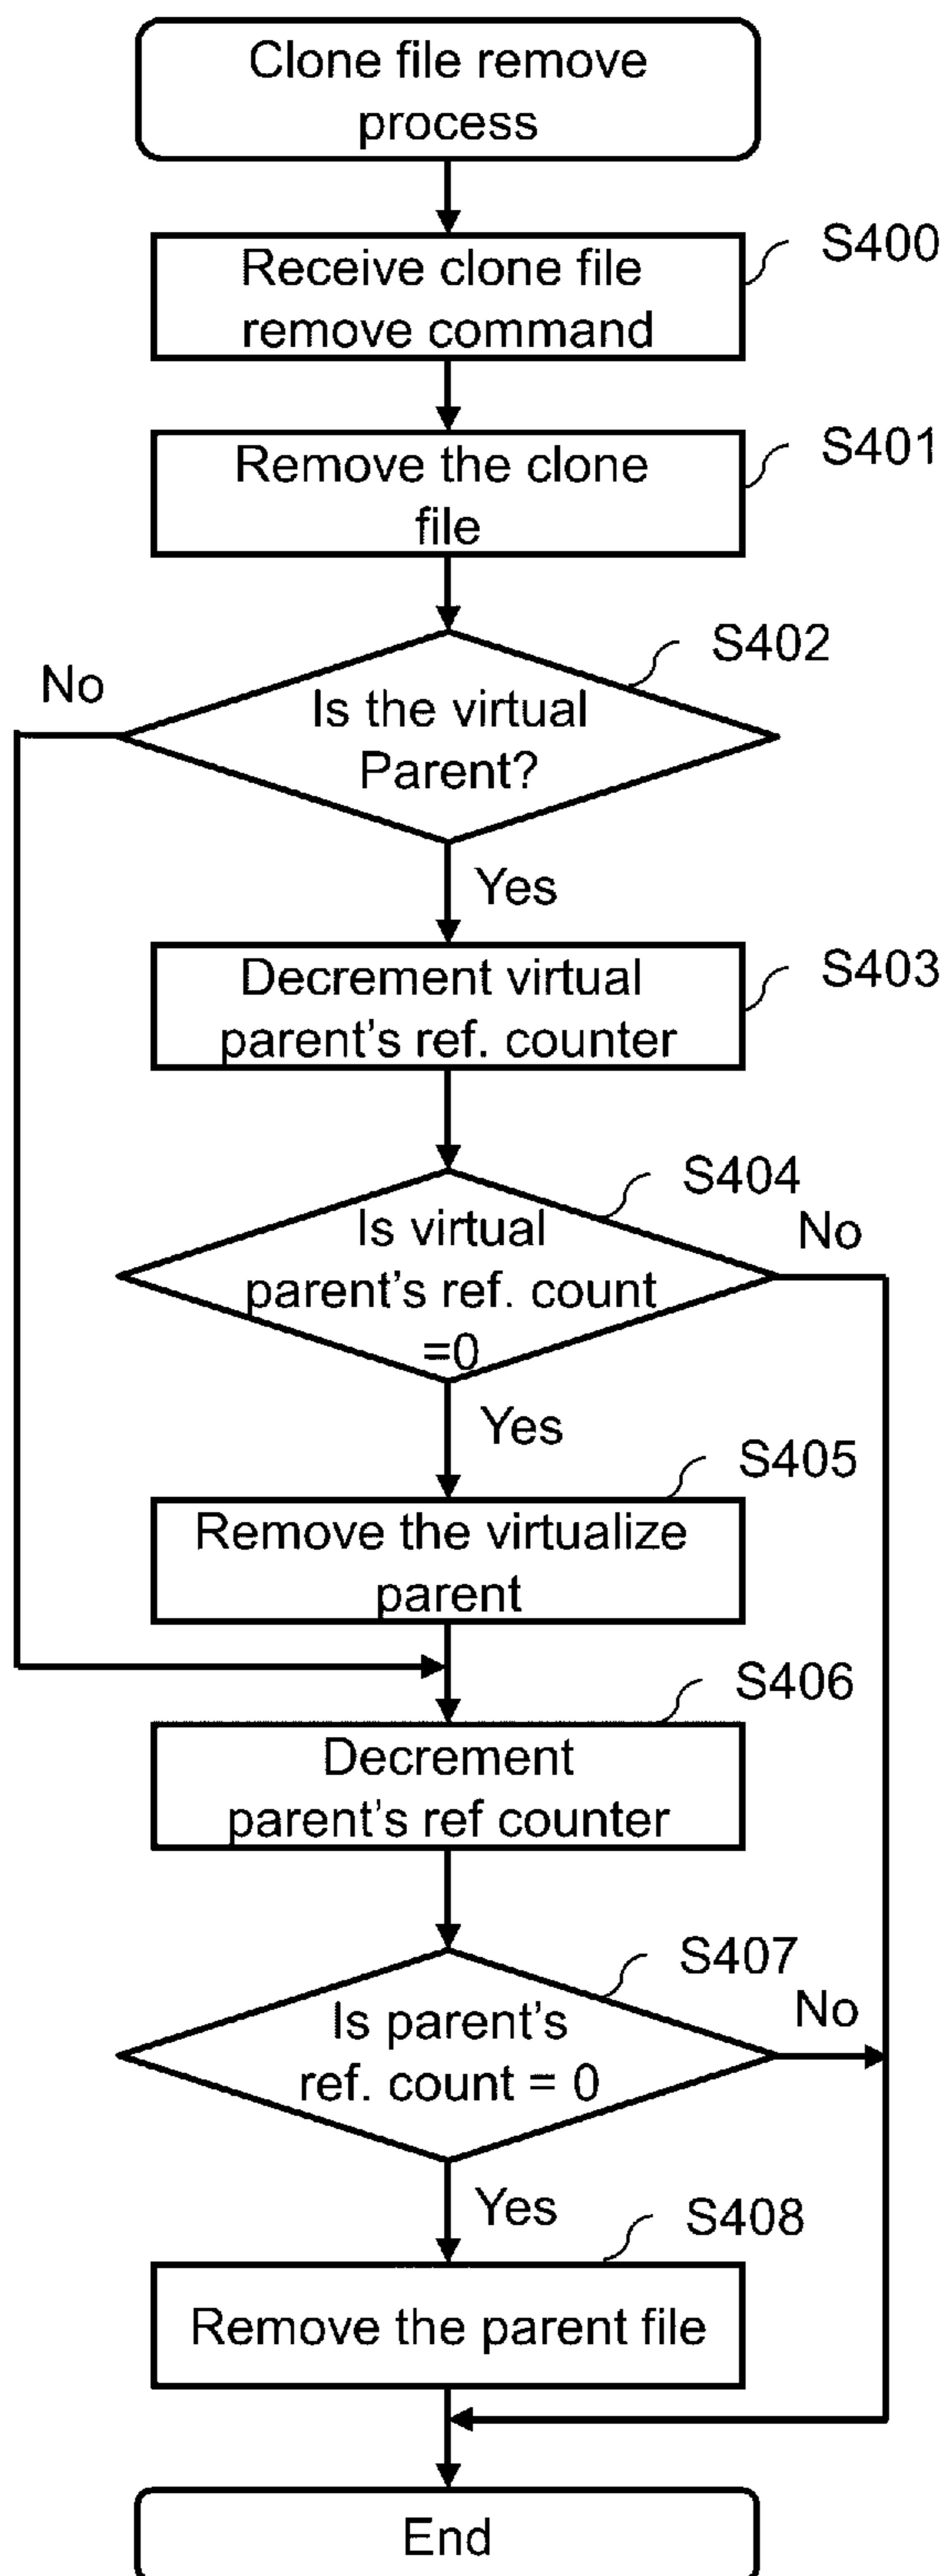 Clone file remove
process
S400
Receive clone file
remove command
S401
Remove the clone
file
S402
No
Is the virtual
Parent?
Yes
S403
Decrement virtual
parent's ref. counter
S404
No
Is virtual
parent's ref. count
=0
Yes
S405
Remove the virtualize
parent
S406
Decrement
parent's ref counter
S407
No
Is parent's
ref. count = 0
Yes
S408
Remove the parent file
End